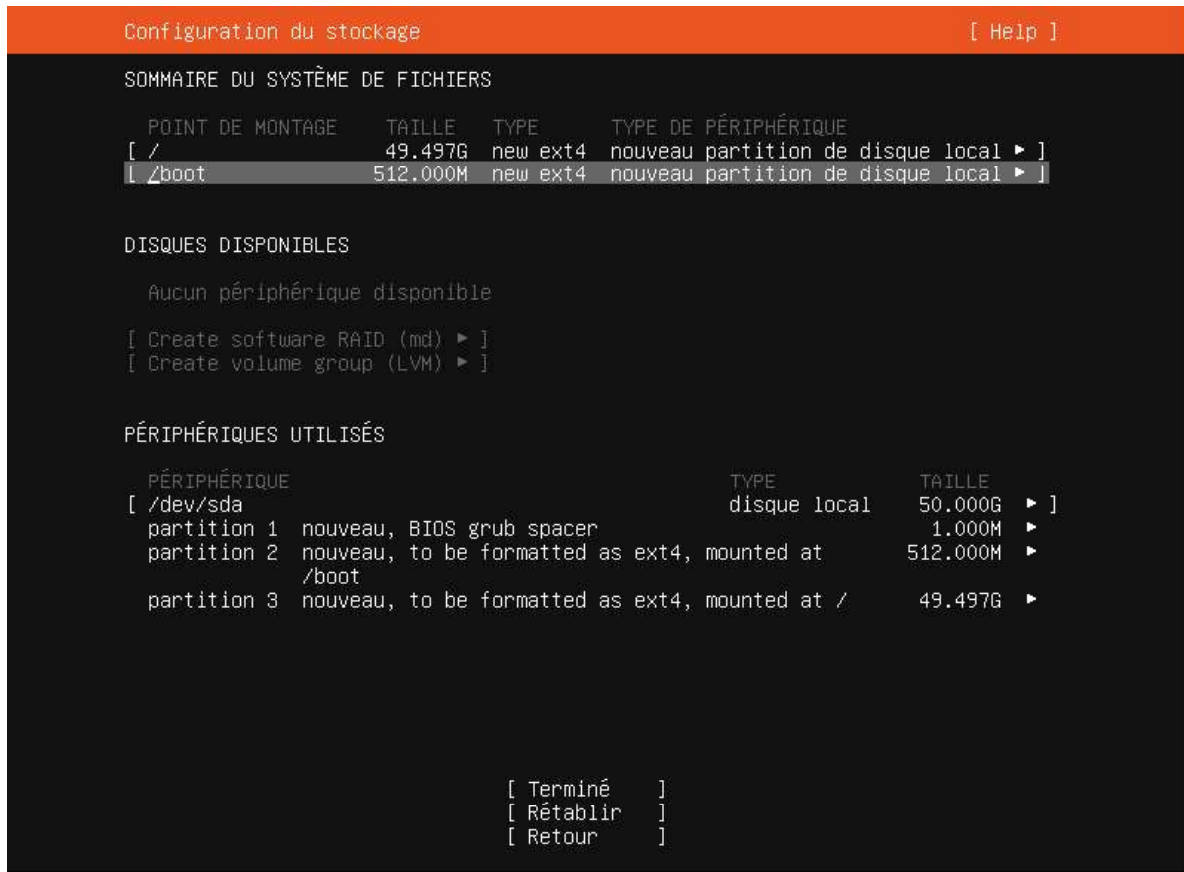 Configuration du stockage [ Help ]
SOMMAIRE DU SYSTÈME DE FICHIERS
POINT DE MONTAGE TAILLE TYPE TYPE DE PÉRIPHÉRIQUE
[ / 49.497G new ext4 nouveau partition de disque local ▸ ]
[ /boot 512.000M new ext4 nouveau partition de disque local ▸ ]
DISQUES DISPONIBLES
Aucun périphérique disponible
[ Create software RAID (md) ▸ ]
[ Create volume group (LVM) ▸ ]
PÉRIPHÉRIQUES UTILISÉS
PÉRIPHÉRIQUE TYPE TAILLE
[ /dev/sda disque local 50.000G ▸ ]
partition 1 nouveau, BIOS grub spacer 1.000M ▸
partition 2 nouveau, to be formatted as ext4, mounted at 512.000M ▸
/boot
partition 3 nouveau, to be formatted as ext4, mounted at / 49.497G ▸
[ Terminé ]
[ Rétablir ]
[ Retour ]